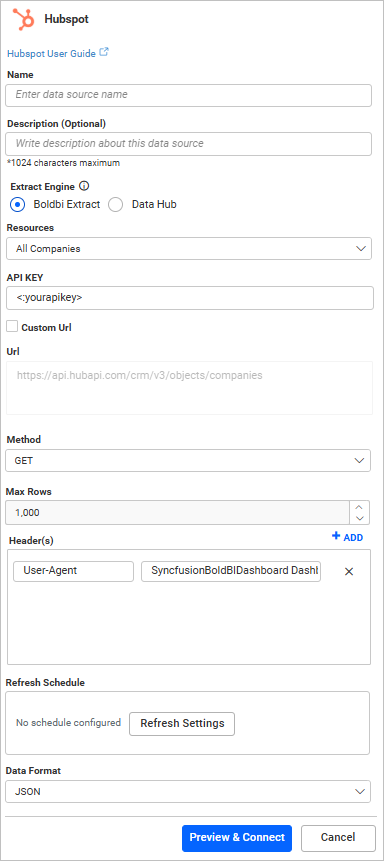 Hubspot
Hubspot User Guide
Name
Enter data source name
Description (Optional)
Write description about this data source
*1024 characters maximum
Extract Engine
Boldbi Extract Data Hub
Resources
All Companies
API KEY
<:yourapikey>
Custom Url
Url
https://api.hubapi.com/crm/v3/objects/companies
Method
GET
Max Rows
1,000
+ ADD
Header(s)
User-Agent SyncfusionBoldBIDashboard Dashb
Refresh Schedule
No schedule configured Refresh Settings
Data Format
JSON
Preview & Connect Cancel